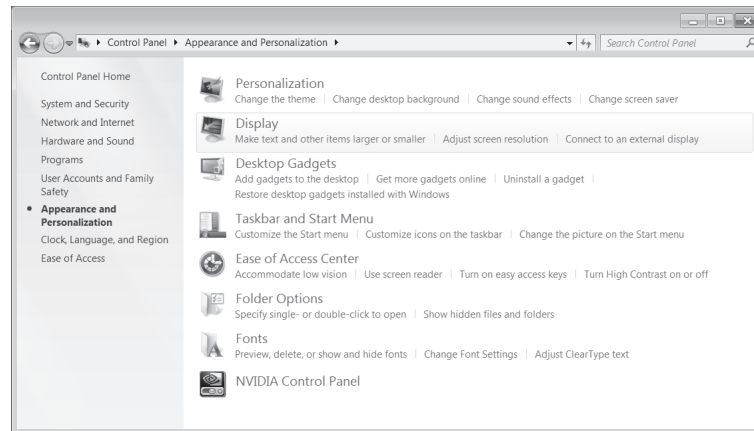 Control Panel
Appearance and Personalization
Search Control Panel
Control Panel Home
System and Security
Network and Internet
Hardware and Sound
Programs
User Accounts and Family
Safety
Appearance and
Personalization
Clock, Language, and Region
Ease of Access
Personalization
Change the theme | Change desktop background | Change sound effects | Change screen saver
Display
Make text and other items larger or smaller | Adjust screen resolution | Connect to an external display
Desktop Gadgets
Add gadgets to the desktop | Get more gadgets online | Uninstall a gadget |
Restore desktop gadgets installed with Windows
Taskbar and Start Menu
Customize the Start menu | Customize icons on the taskbar | Change the picture on the Start menu
Ease of Access Center
Accommodate low vision | Use screen reader | Turn on easy access keys | Turn High Contrast on or off
Folder Options
Specify single- or double-click to open | Show hidden files and folders
Fonts
Preview, delete, or show and hide fonts | Change Font Settings | Adjust ClearType text
NVIDIA Control Panel